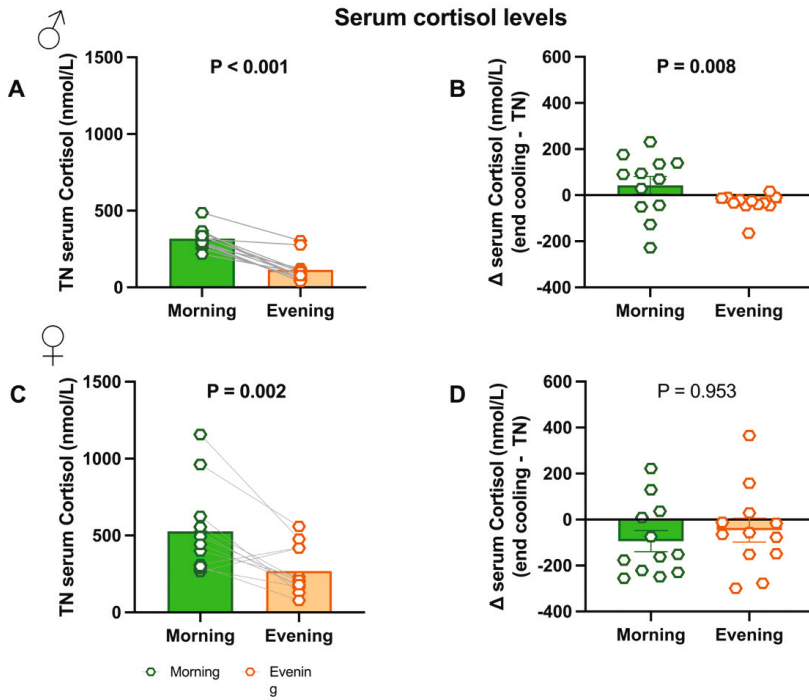 Serum cortisol levels
A
TN serum Cortisol (nmol/L)
1500
1000
500
0
P < 0.001
Morning
Evening
B
Δ serum Cortisol (nmol/L)
(end cooling - TN)
600
400
200
0
-200
-400
P = 0.008
Morning
Evening
C
TN serum Cortisol (nmol/L)
1500
1000
500
0
P = 0.002
Morning
Evening
D
Δ serum Cortisol (nmol/L)
(end cooling - TN)
600
400
200
0
-200
-400
P = 0.953
Morning
Evening
Morning
Evenin
g